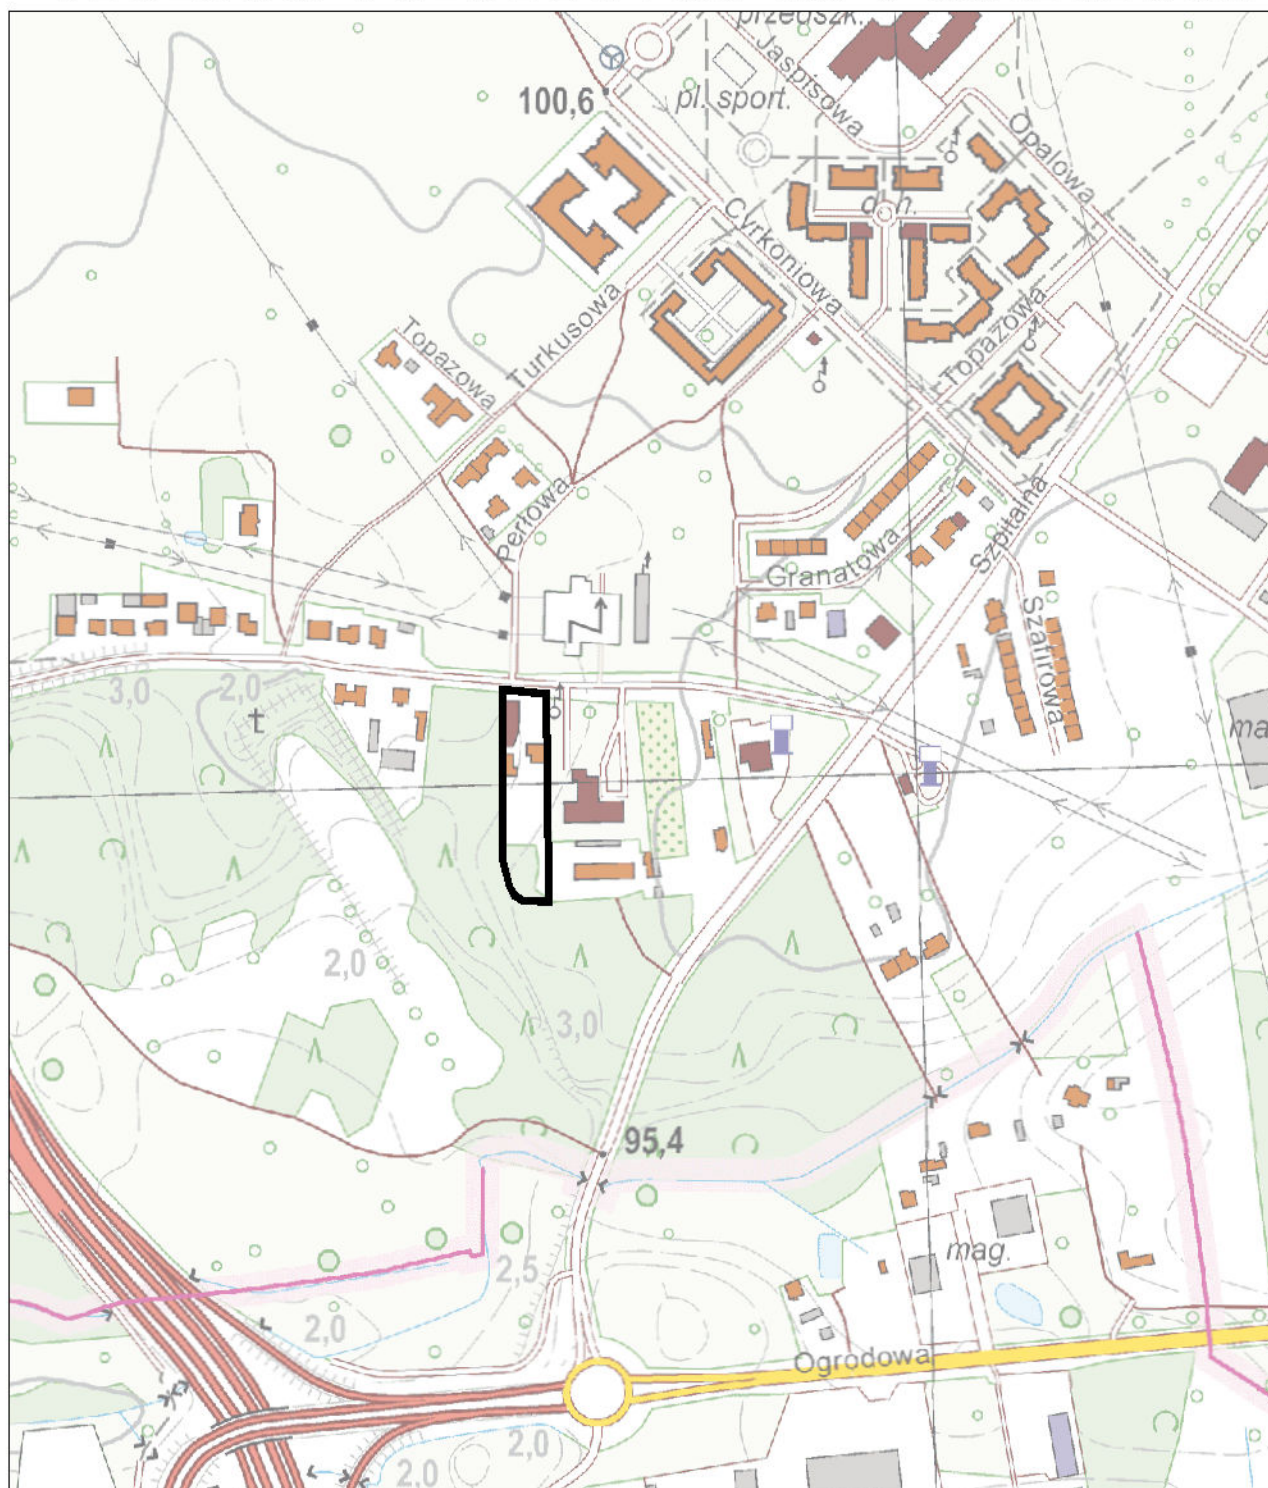 przedszk.
Jaspisowa
100,6
pl. sport.
Opalowa
Cyrkoniowa
Topazowa
Turkusowa
Topazowa
Perłowa
Szpitalna
Granatowa
Szafirowa
3,0
2,0
t
ma
2,0
3,0
95,4
2,5
mag.
2,0
Ogrodowa
2,0
2,0